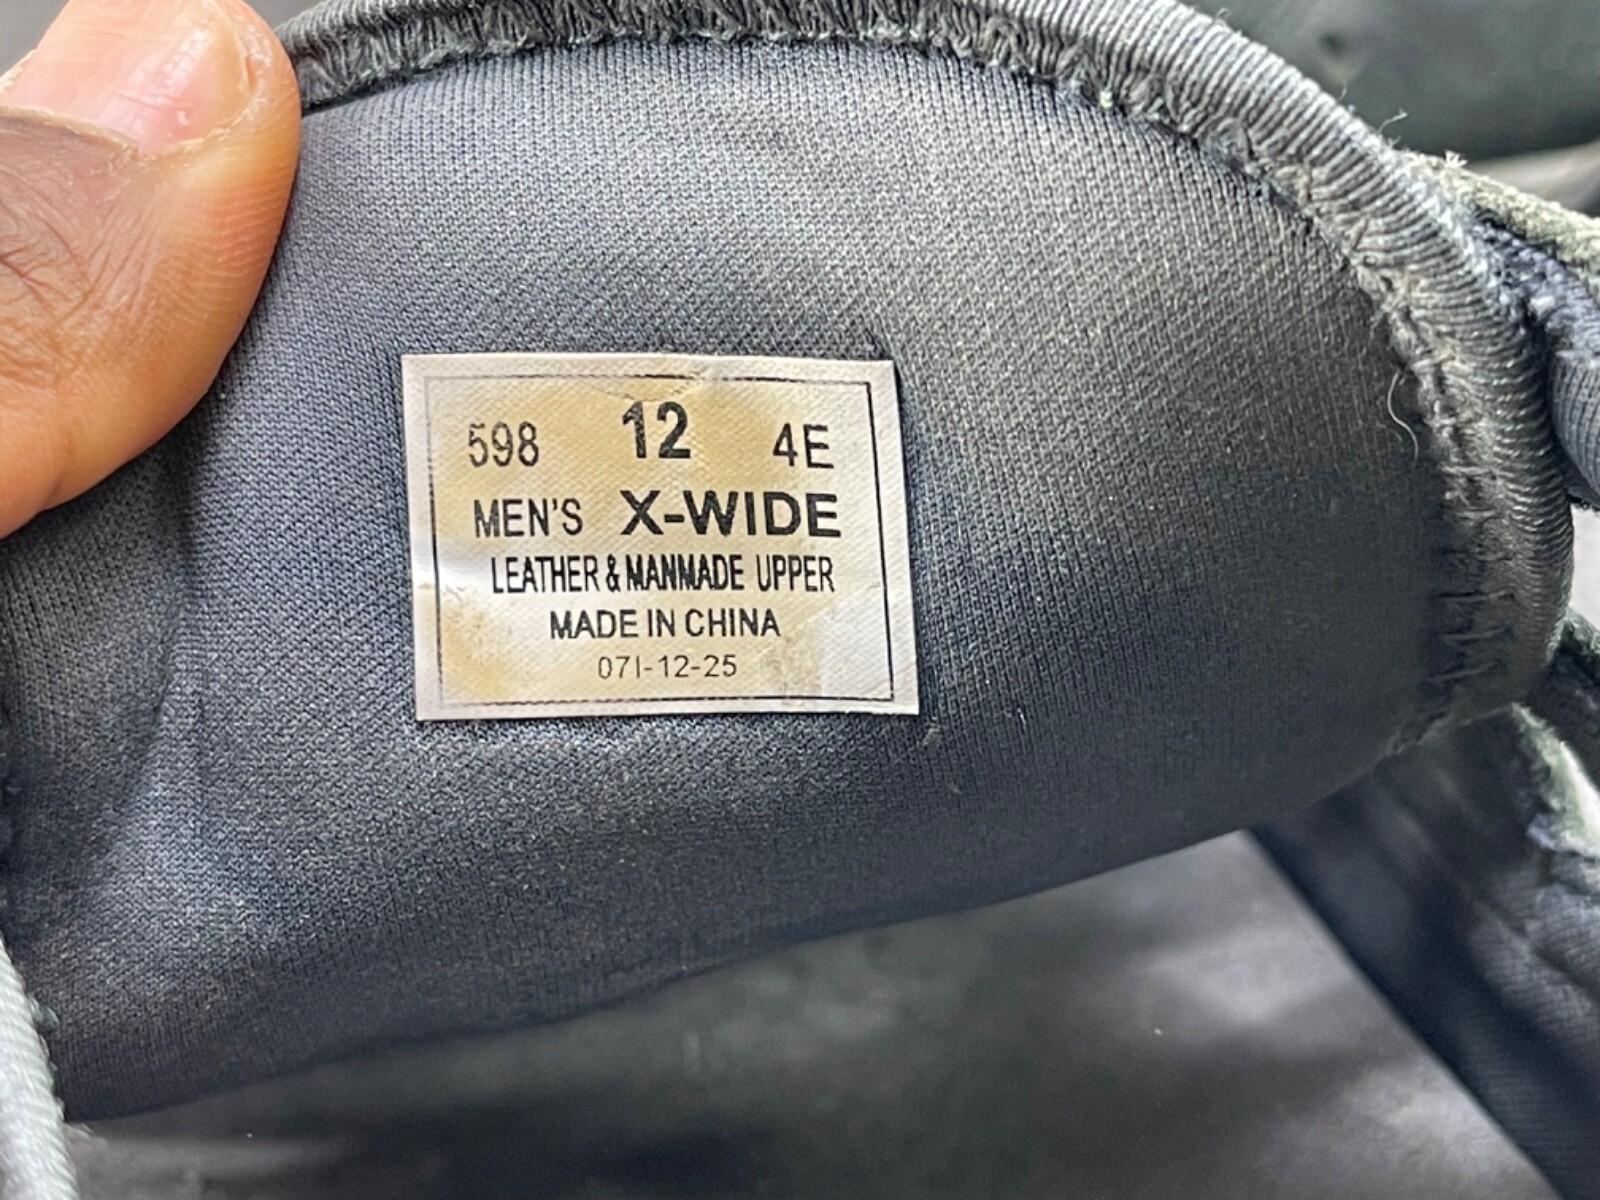 598 12 4E
MEN'S X-WIDE
LEATHER & MANMADE UPPER
MADE IN CHINA
07I-12-25